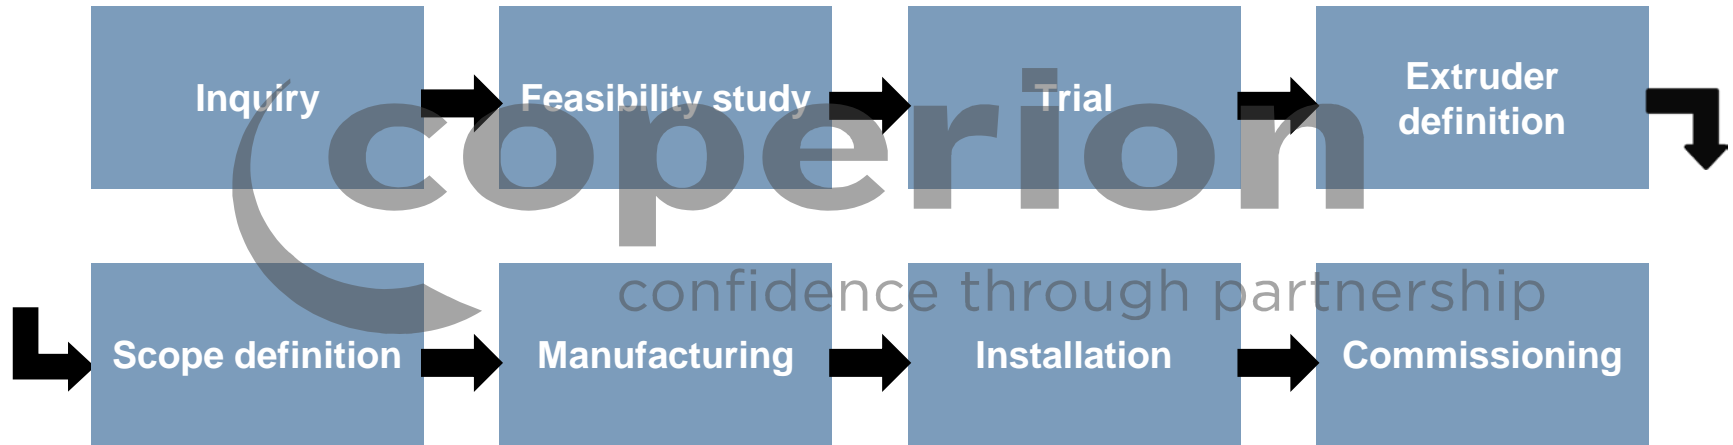 Inquiry
Feasibility study
Trial
Extruder
definition
coperion
confidence through partnership
Scope definition
Manufacturing
Installation
Commissioning